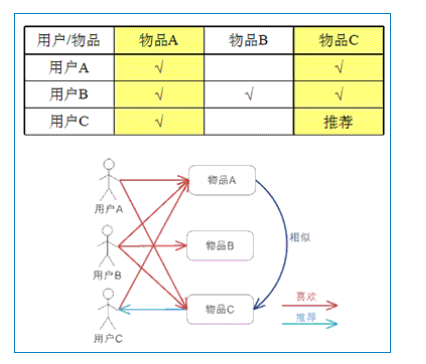 用户/物品 物品A 物品B 物品C
用户A √ √
用户B √ √ √
用户C √ 推荐
物品A
用户A
相似
物品B
用户B
喜欢
物品C
推荐
用户C